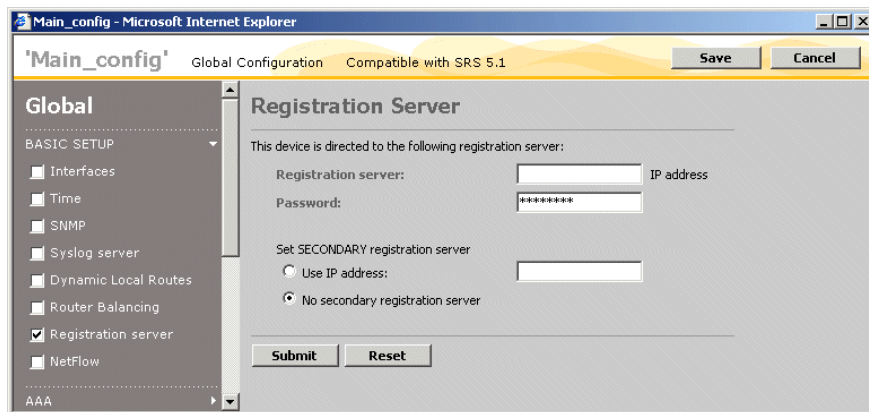 Main_config - Microsoft Internet Explorer
'Main_config' Global Configuration Compatible with SRS 5.1 Save Cancel
Global
BASIC SETUP
Interfaces
Time
SNMP
Syslog server
Dynamic Local Routes
Router Balancing
Registration server
NetFlow
AAA
Registration Server
This device is directed to the following registration server:
Registration server: IP address
Password: ********
Set SECONDARY registration server
Use IP address:
No secondary registration server
Submit Reset